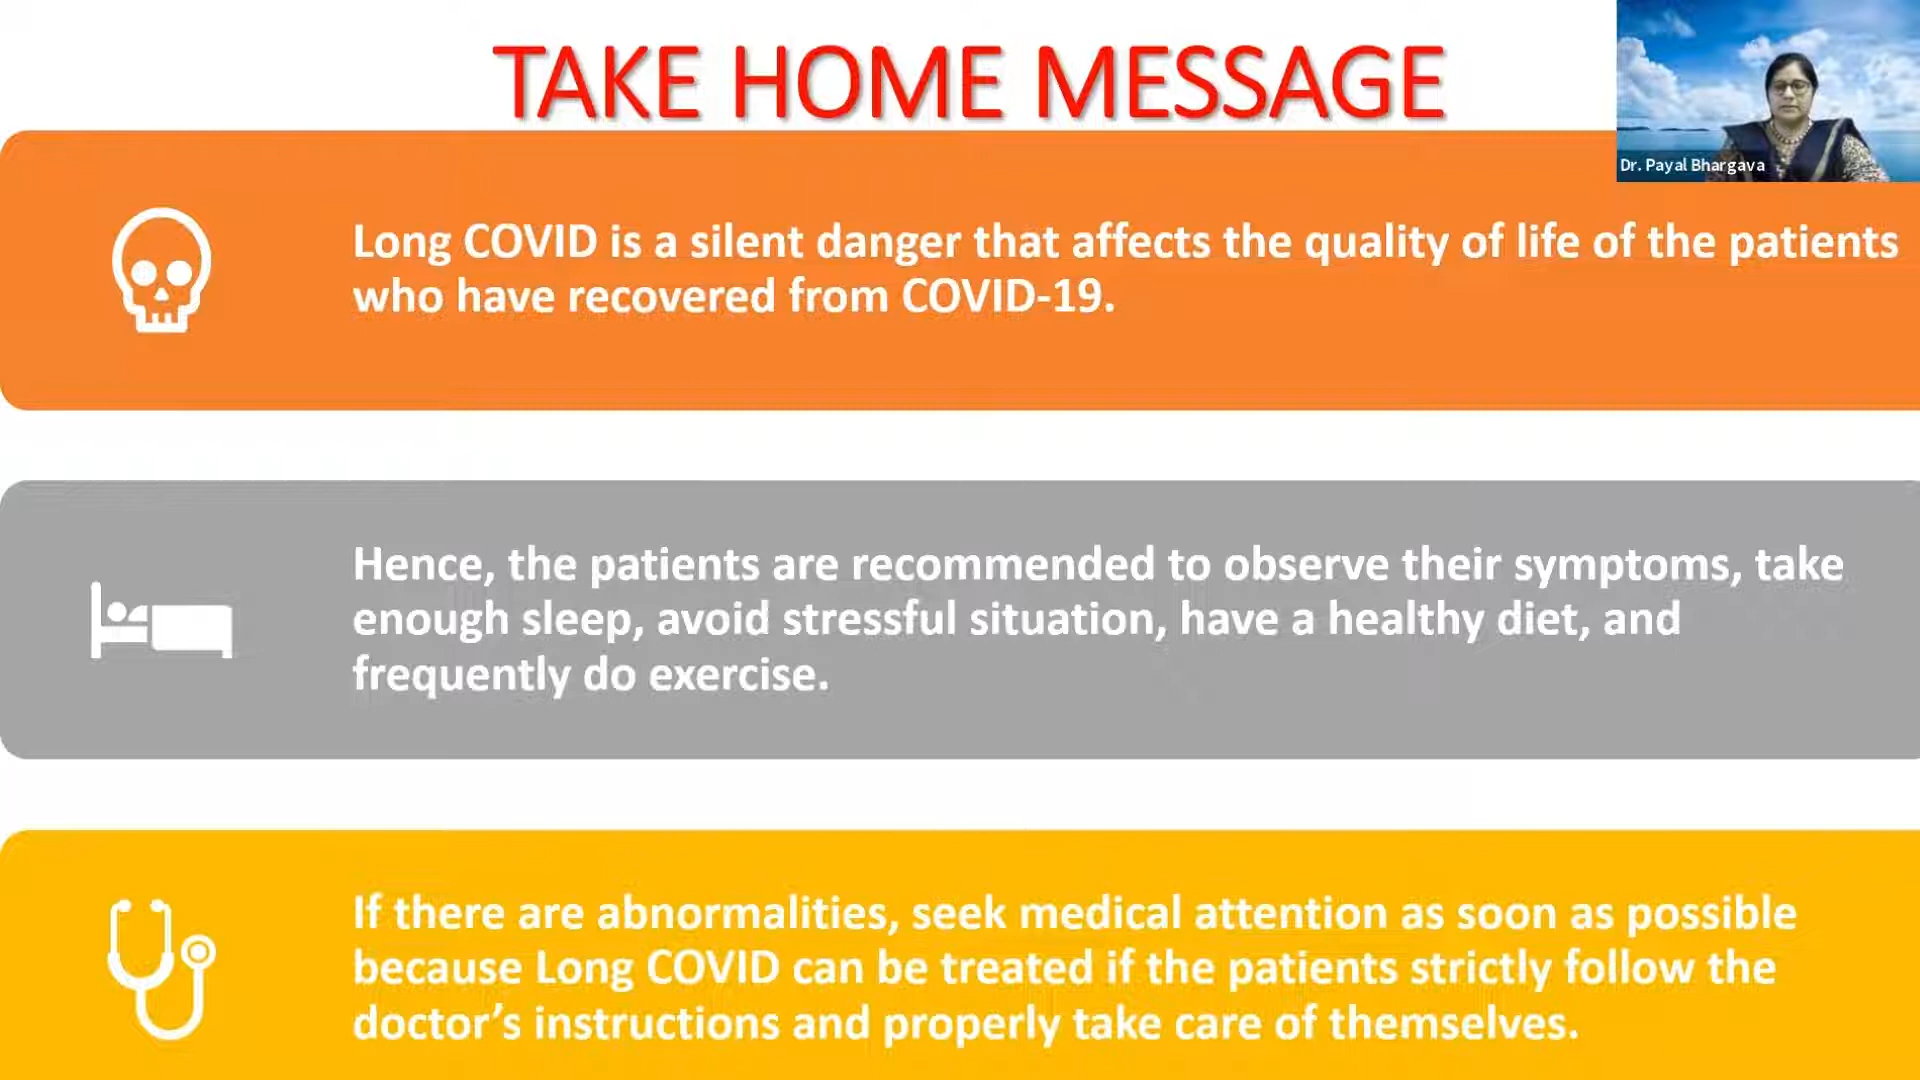 TAKE HOME MESSAGE
Dr. Payal Bhargava
Long COVID is a silent danger that affects the quality of life of the patients
who have recovered from COVID-19.
Hence, the patients are recommended to observe their symptoms, take
enough sleep, avoid stressful situation, have a healthy diet, and
frequently do exercise.
If there are abnormalities, seek medical attention as soon as possible
because Long COVID can be treated if the patients strictly follow the
doctor’s instructions and properly take care of themselves.